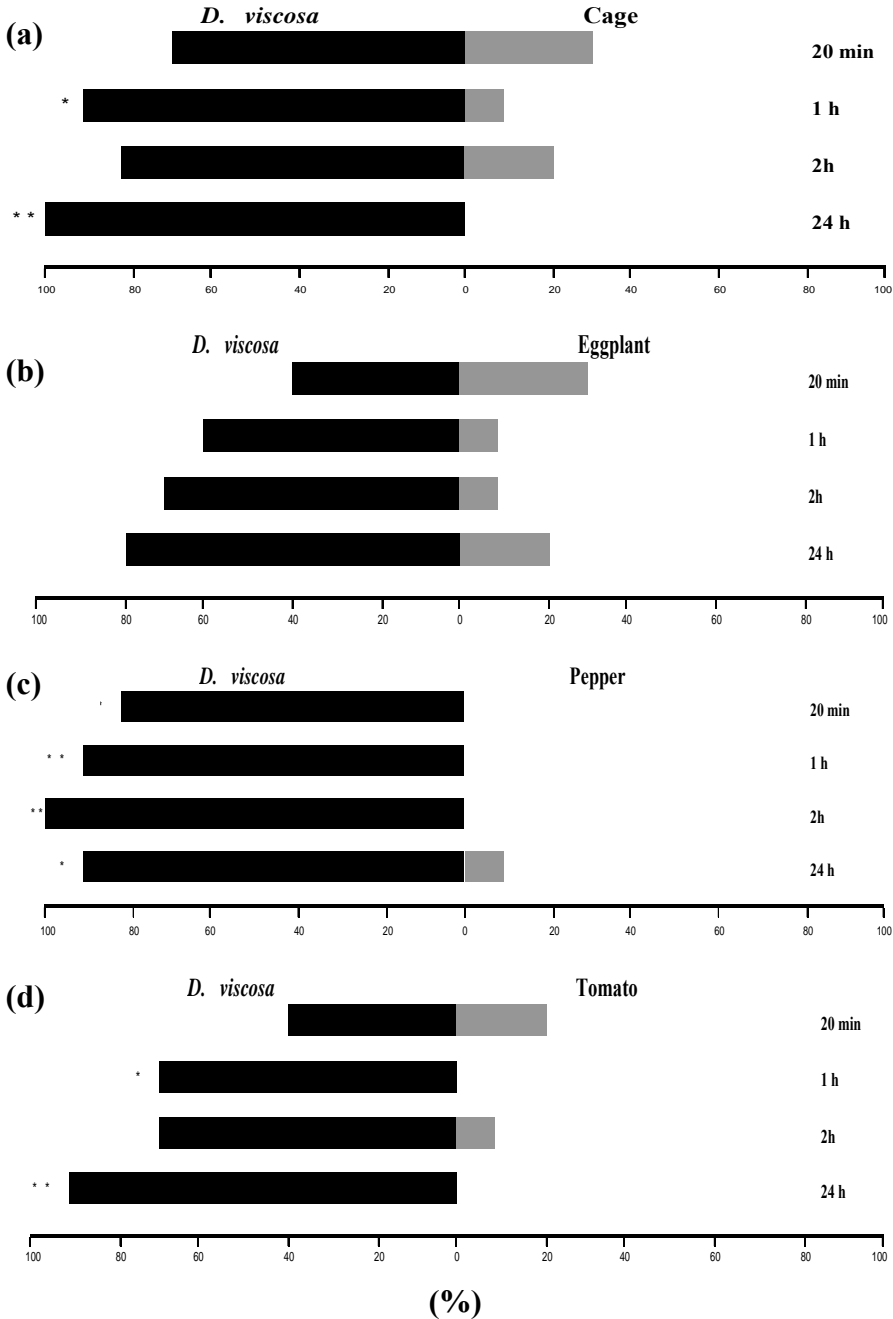 (a) D. viscosa Cage
20 min
* 1 h
2h
* * 24 h
100 80 60 40 20 0 20 40 60 80 100
(b) D. viscosa Eggplant
20 min
1 h
2h
24 h
100 80 60 40 20 0 20 40 60 80 100
(c) D. viscosa Pepper
' 20 min
* * 1 h
** 2h
* 24 h
100 80 60 40 20 0 20 40 60 80 100
(d) D. viscosa Tomato
20 min
* 1 h
2h
* * 24 h
100 80 60 40 20 0 20 40 60 80 100
(%)